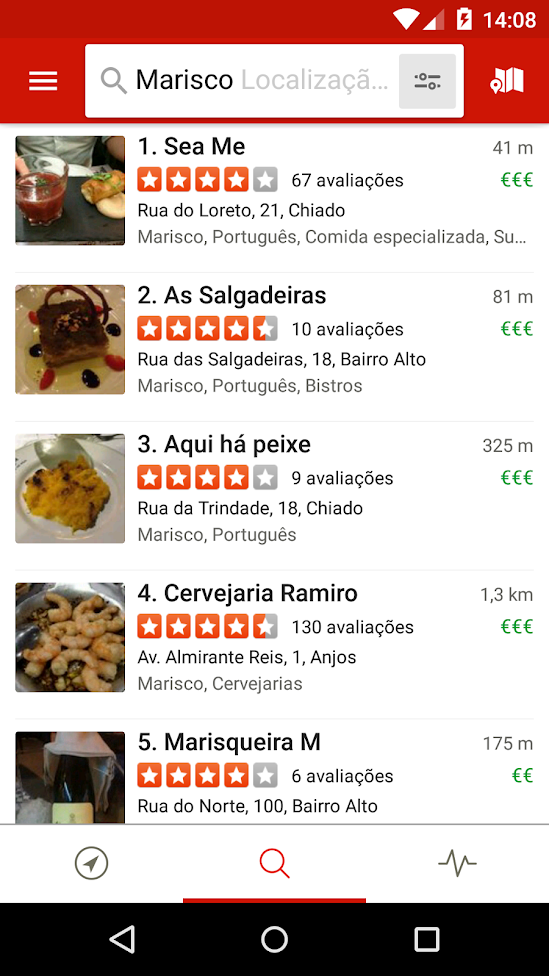 14:08
Marisco Localizaçã...
1. Sea Me 41 m
67 avaliações €€€
Rua do Loreto, 21, Chiado
Marisco, Português, Comida especializada, Su...
2. As Salgadeiras 81 m
10 avaliações €€€
Rua das Salgadeiras, 18, Bairro Alto
Marisco, Português, Bistros
3. Aqui há peixe 325 m
9 avaliações €€€
Rua da Trindade, 18, Chiado
Marisco, Português
4. Cervejaria Ramiro 1,3 km
130 avaliações €€€
Av. Almirante Reis, 1, Anjos
Marisco, Cervejarias
5. Marisqueira M 175 m
6 avaliações €€
Rua do Norte, 100, Bairro Alto